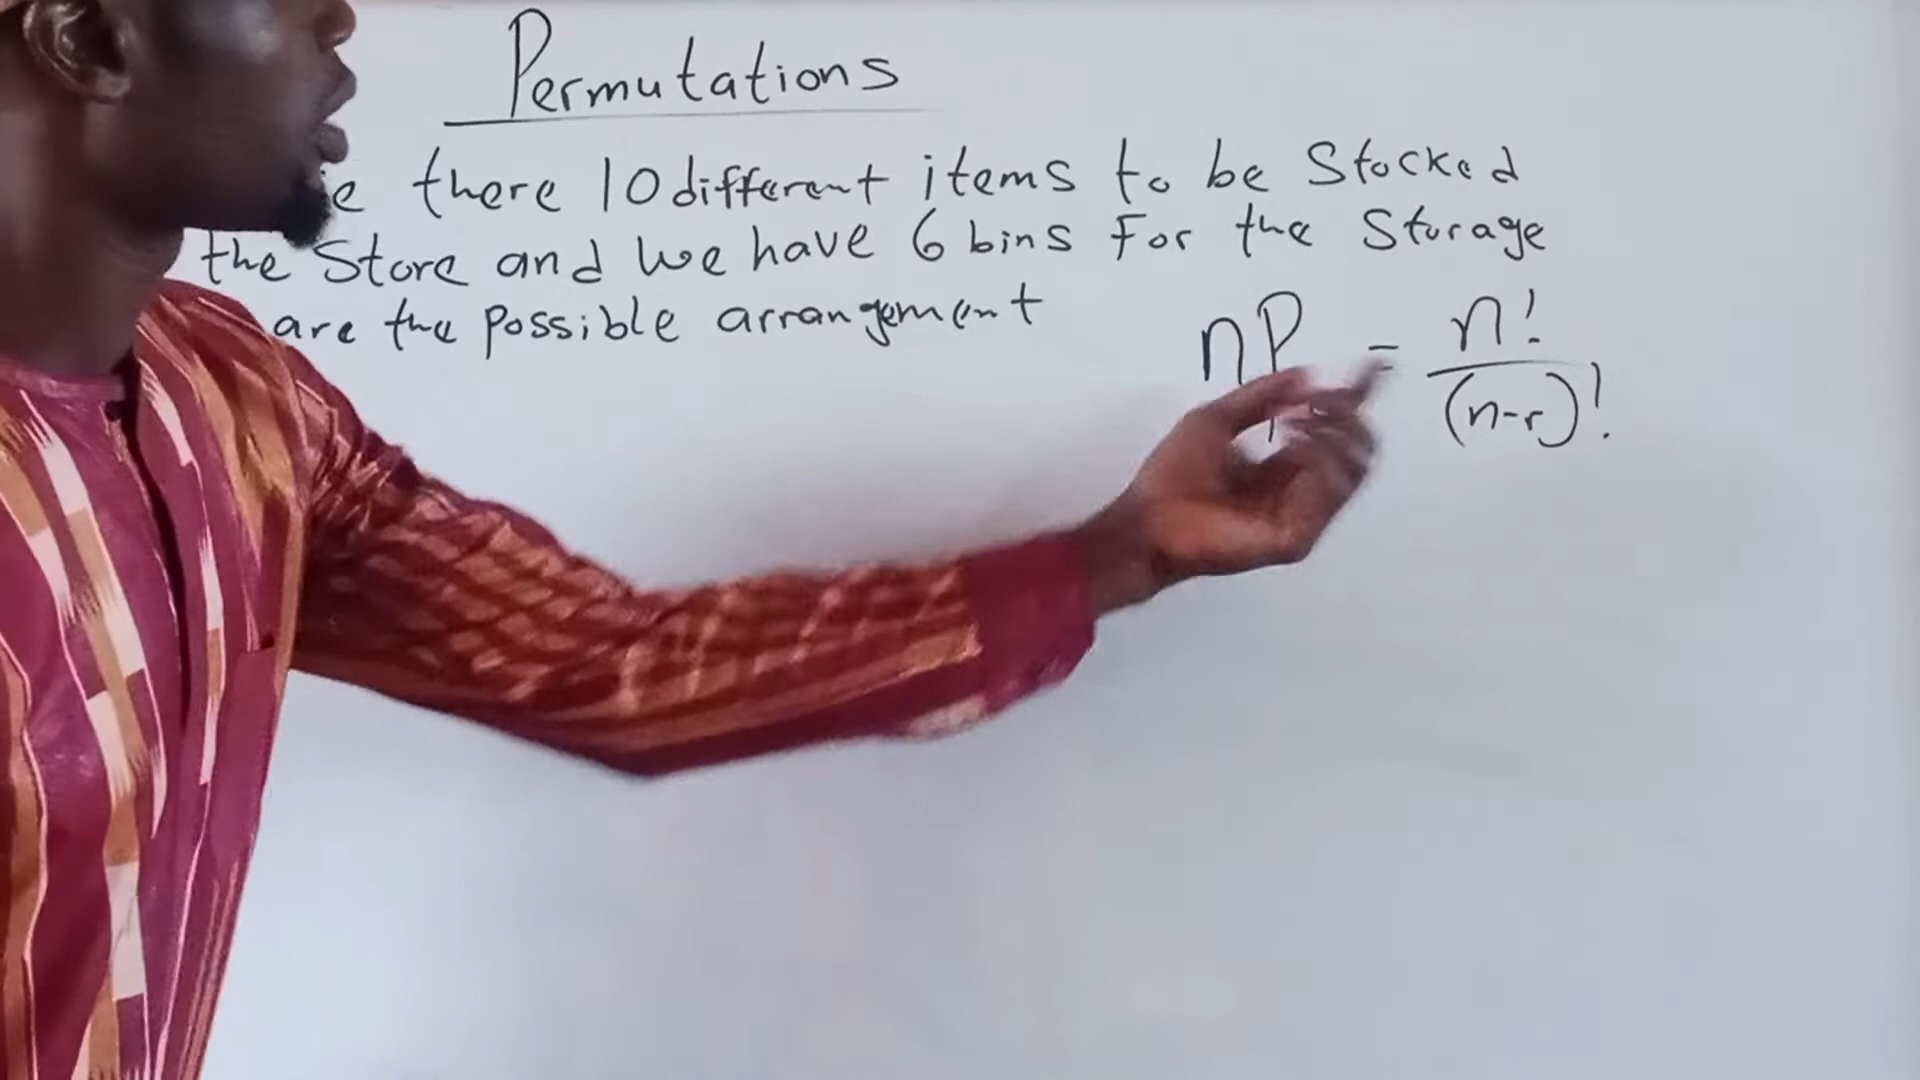 Permutations
there 10 different items to be Stocked
the Store and we have 6 bins For the Storage
are the possible arrangement
nP = n!
(n-r)!